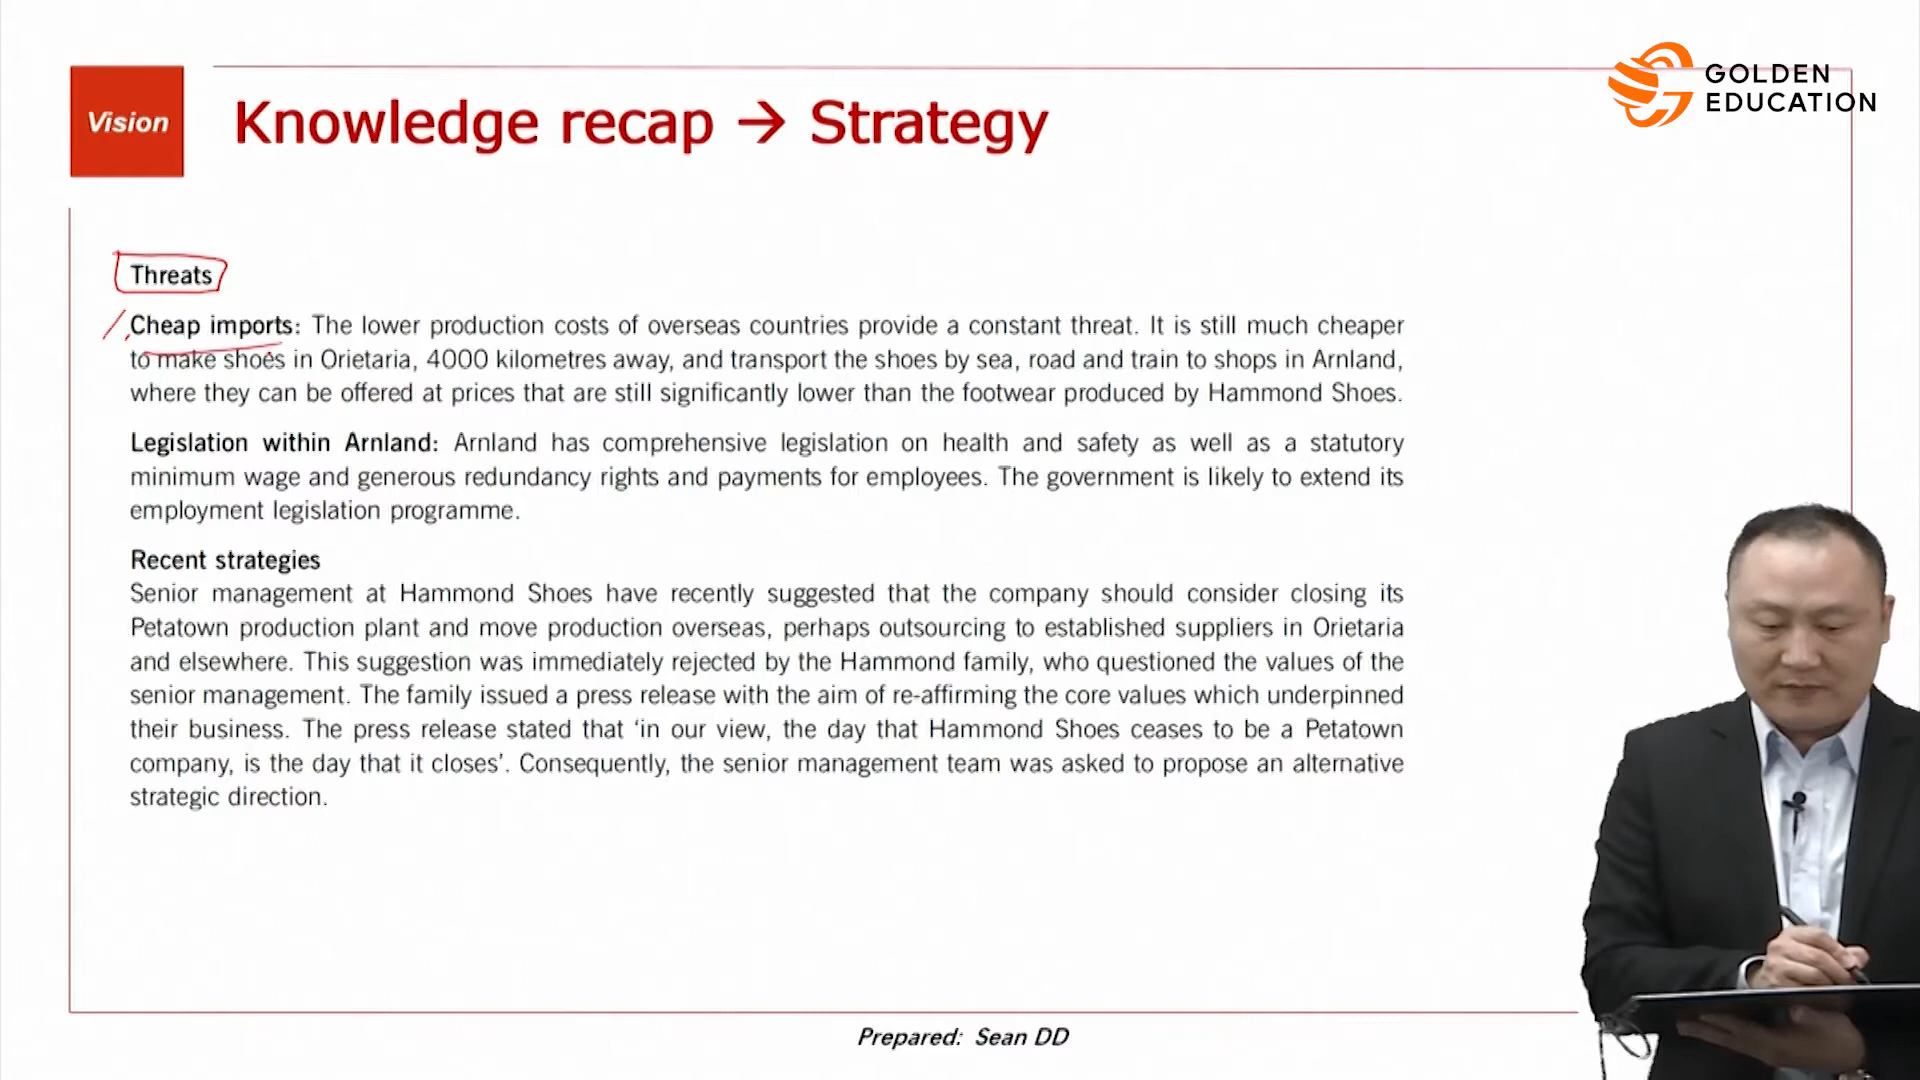 Vision
Knowledge recap → Strategy
GOLDEN
EDUCATION
Threats
Cheap imports: The lower production costs of overseas countries provide a constant threat. It is still much cheaper
to make shoes in Orietaria, 4000 kilometres away, and transport the shoes by sea, road and train to shops in Arnland,
where they can be offered at prices that are still significantly lower than the footwear produced by Hammond Shoes.
Legislation within Arnland: Arnland has comprehensive legislation on health and safety as well as a statutory
minimum wage and generous redundancy rights and payments for employees. The government is likely to extend its
employment legislation programme.
Recent strategies
Senior management at Hammond Shoes have recently suggested that the company should consider closing its
Petatown production plant and move production overseas, perhaps outsourcing to established suppliers in Orietaria
and elsewhere. This suggestion was immediately rejected by the Hammond family, who questioned the values of the
senior management. The family issued a press release with the aim of re-affirming the core values which underpinned
their business. The press release stated that ‘in our view, the day that Hammond Shoes ceases to be a Petatown
company, is the day that it closes’. Consequently, the senior management team was asked to propose an alternative
strategic direction.
Prepared: Sean DD